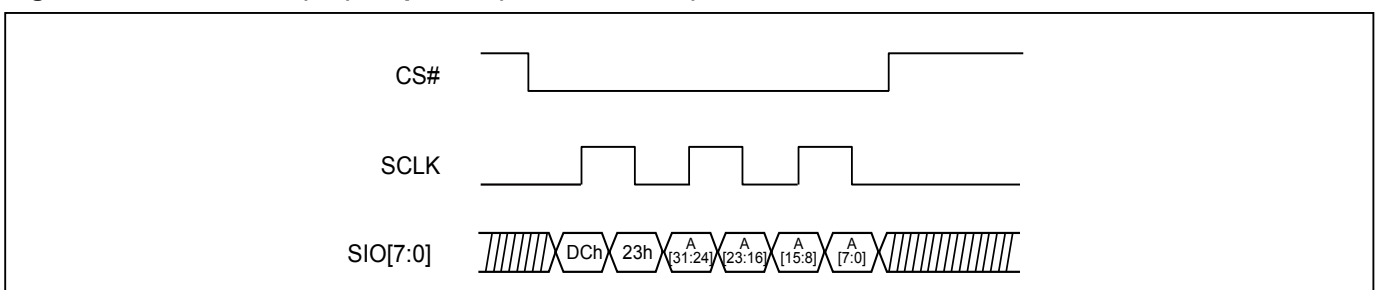 CS#
SCLK
SIO[7:0]
DCh
23h
A
[31:24]
A
[23:16]
A
[15:8]
A
[7:0]